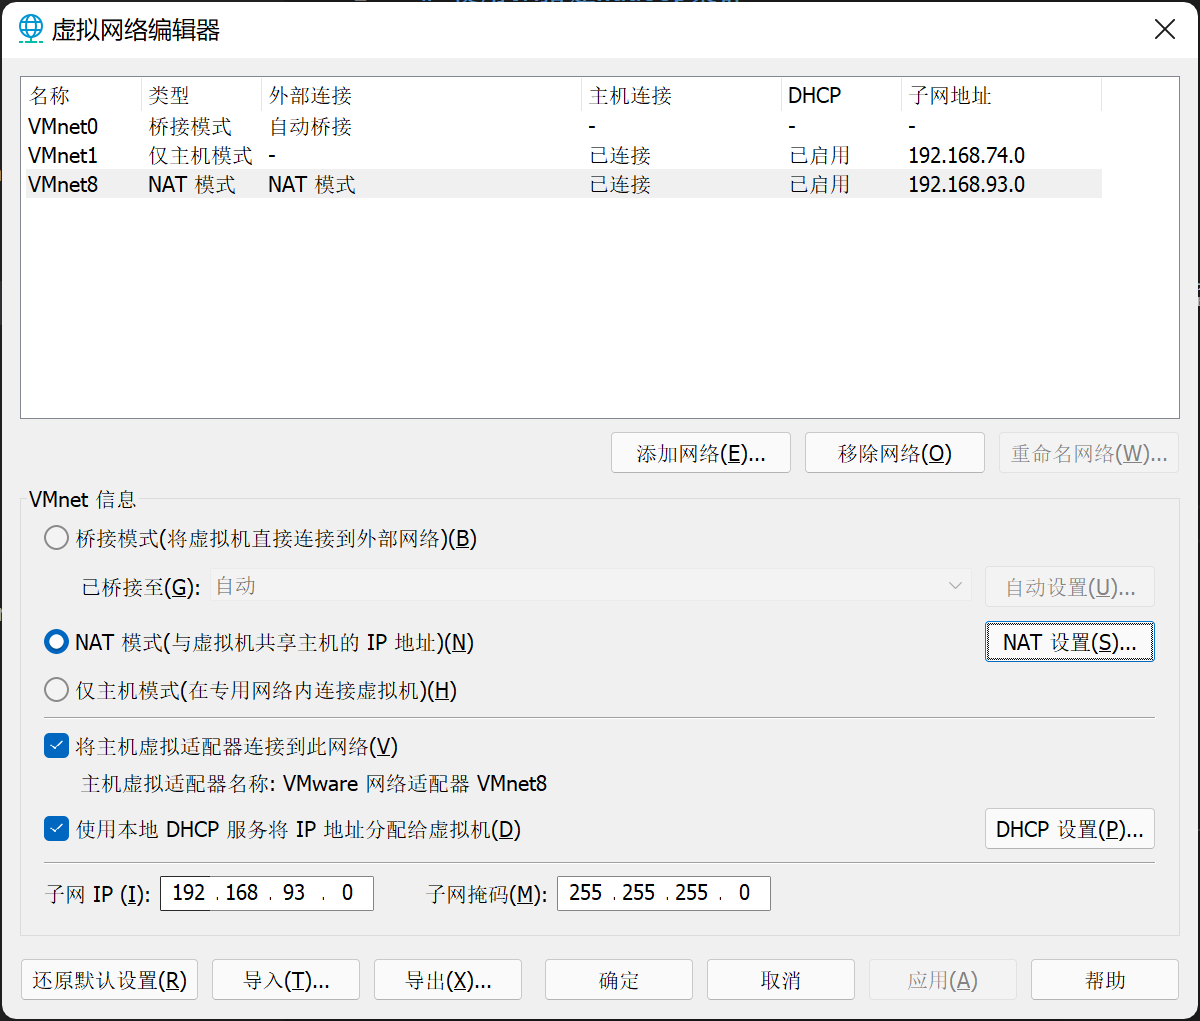 虚拟网络编辑器
名称 类型 外部连接 主机连接 DHCP 子网地址
VMnet0 桥接模式 自动桥接 - - -
VMnet1 仅主机模式 - 已连接 已启用 192.168.74.0
VMnet8 NAT 模式 NAT 模式 已连接 已启用 192.168.93.0
添加网络(E)... 移除网络(O) 重命名网络(W)...
VMnet 信息
桥接模式(将虚拟机直接连接到外部网络)(B)
已桥接至(G): 自动 自动设置(U)...
NAT 模式(与虚拟机共享主机的 IP 地址)(N) NAT 设置(S)...
仅主机模式(在专用网络内连接虚拟机)(H)
将主机虚拟适配器连接到此网络(V)
主机虚拟适配器名称: VMware 网络适配器 VMnet8
使用本地 DHCP 服务将 IP 地址分配给虚拟机(D) DHCP 设置(P)...
子网 IP (I): 192 . 168 . 93 . 0 子网掩码(M): 255 . 255 . 255 . 0
还原默认设置(R) 导入(T)... 导出(X)... 确定 取消 应用(A) 帮助